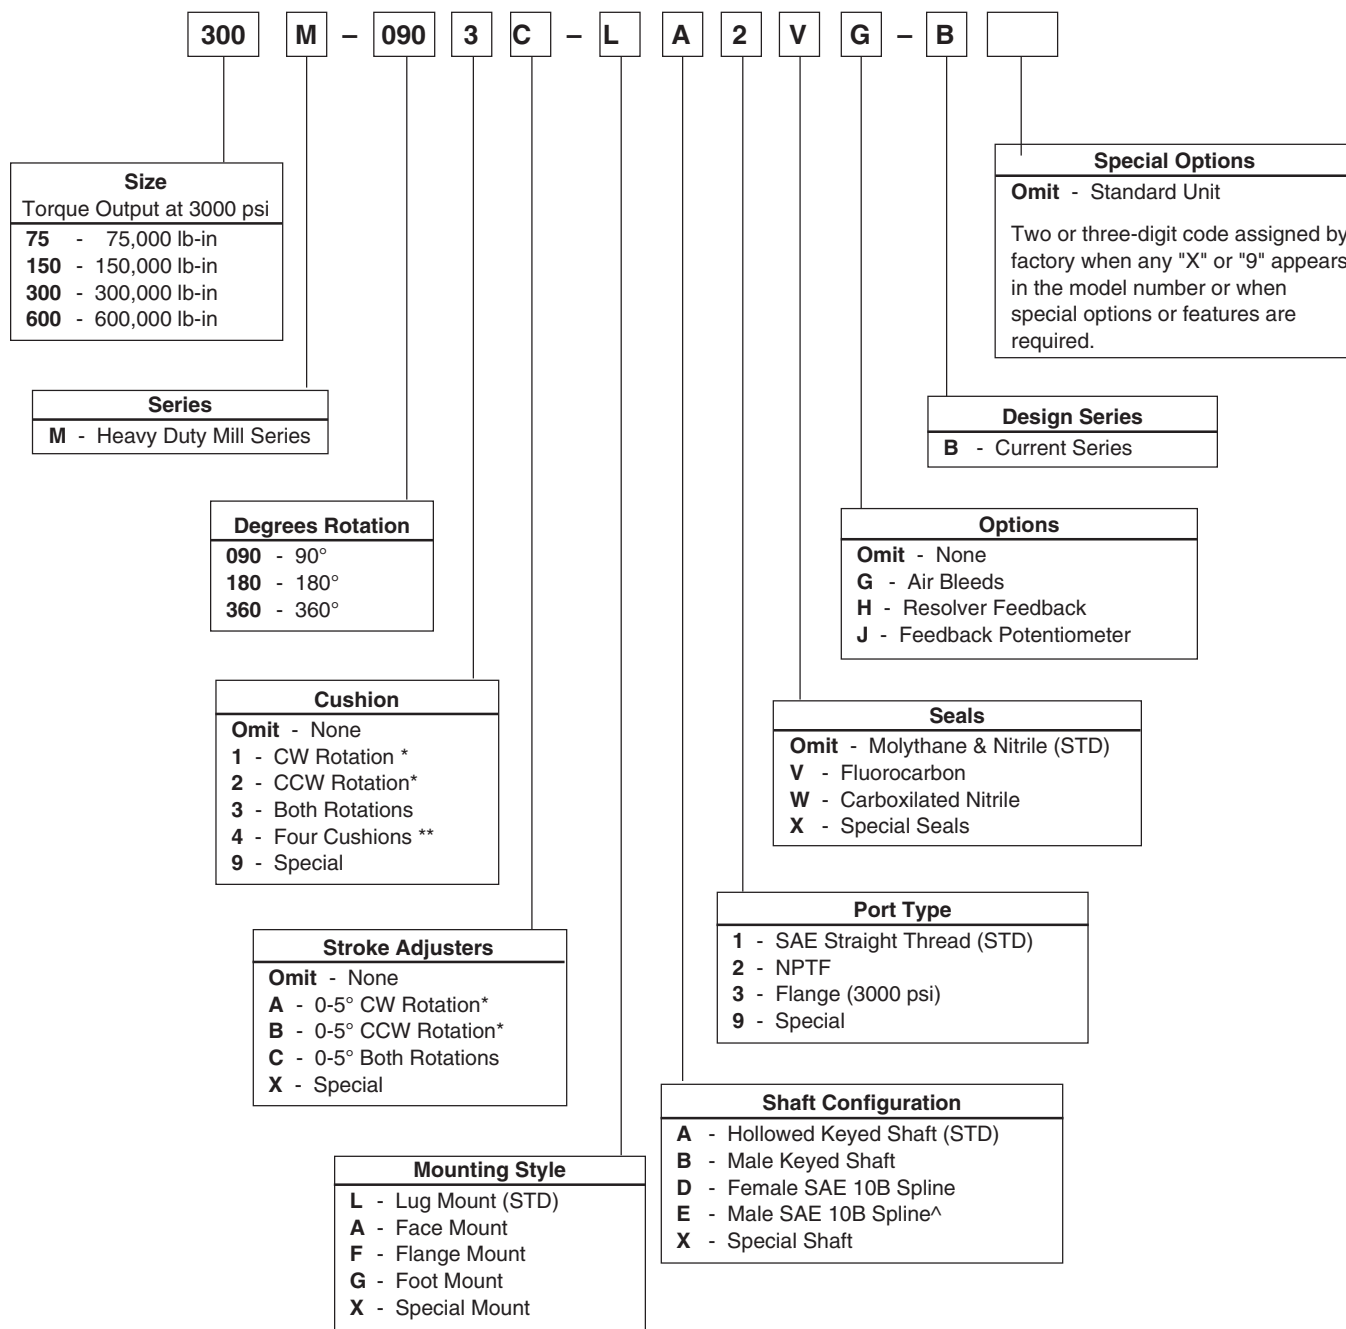 300 M – 090 3 C – L A 2 V G – B
Size
Torque Output at 3000 psi
75 - 75,000 lb-in
150 - 150,000 lb-in
300 - 300,000 lb-in
600 - 600,000 lb-in
Special Options
Omit - Standard Unit
Two or three-digit code assigned by
factory when any "X" or "9" appears
in the model number or when
special options or features are
required.
Series
M - Heavy Duty Mill Series
Design Series
B - Current Series
Degrees Rotation
090 - 90°
180 - 180°
360 - 360°
Options
Omit - None
G - Air Bleeds
H - Resolver Feedback
J - Feedback Potentiometer
Cushion
Omit - None
1 - CW Rotation *
2 - CCW Rotation*
3 - Both Rotations
4 - Four Cushions **
9 - Special
Seals
Omit - Molythane & Nitrile (STD)
V - Fluorocarbon
W - Carboxilated Nitrile
X - Special Seals
Stroke Adjusters
Omit - None
A - 0-5° CW Rotation*
B - 0-5° CCW Rotation*
C - 0-5° Both Rotations
X - Special
Port Type
1 - SAE Straight Thread (STD)
2 - NPTF
3 - Flange (3000 psi)
9 - Special
Mounting Style
L - Lug Mount (STD)
A - Face Mount
F - Flange Mount
G - Foot Mount
X - Special Mount
Shaft Configuration
A - Hollowed Keyed Shaft (STD)
B - Male Keyed Shaft
D - Female SAE 10B Spline
E - Male SAE 10B Spline^
X - Special Shaft